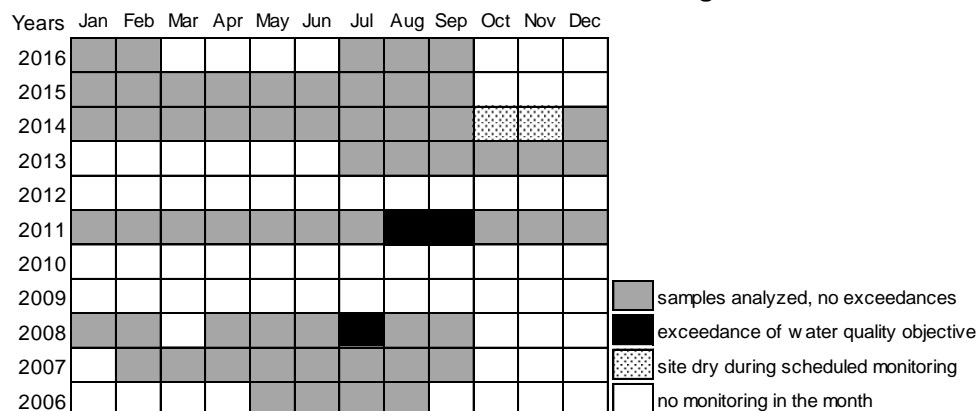 Years Jan Feb Mar Apr May Jun Jul Aug Sep Oct Nov Dec
2016
2015
2014
2013
2012
2011
2010
2009
2008
2007
2006
samples analyzed, no exceedances
exceedance of water quality objective
site dry during scheduled monitoring
no monitoring in the month